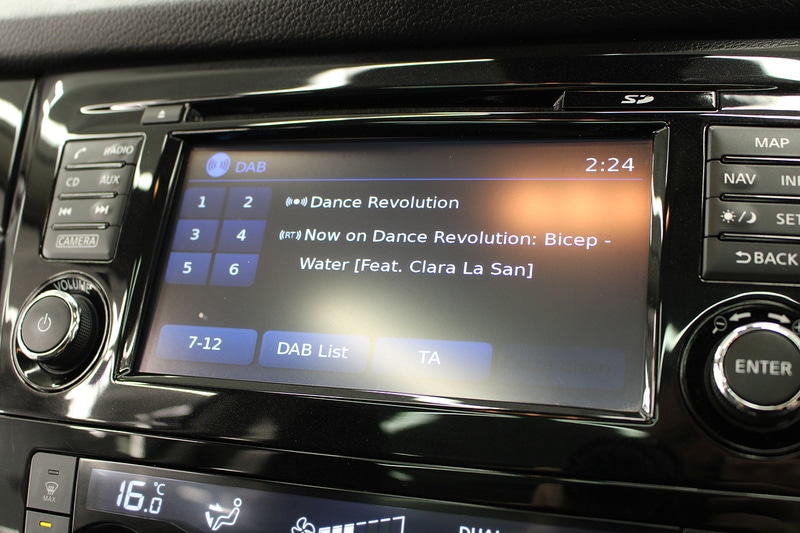 SD
RADIO
MAP
DAB
2:24
CD AUX
1 2
Dance Revolution
NAV
3 4
(RT) Now on Dance Revolution: Bicep -
Water [Feat. Clara La San]
CAMERA
5 6
BACK
VOLUME
7-12
DAB List
TA
ENTER
MAX
16.0 °C